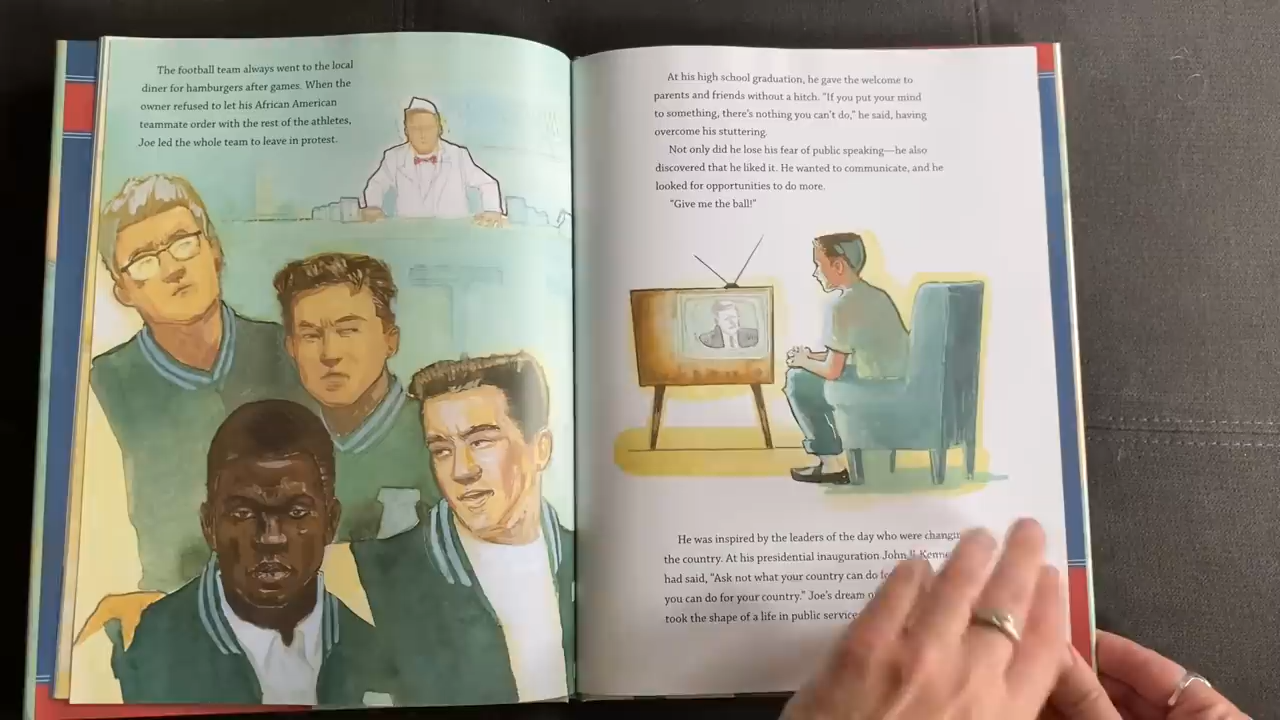 The football team always went to the local
diner for hamburgers after games. When the
owner refused to let his African American
teammate order with the rest of the athletes,
Joe led the whole team to leave in protest.
At his high school graduation, he gave the welcome to
parents and friends without a hitch. “If you put your mind
to something, there’s nothing you can’t do,” he said, having
overcome his stuttering.
Not only did he lose his fear of public speaking—he also
discovered that he liked it. He wanted to communicate, and he
looked for opportunities to do more.
“Give me the ball!”
He was inspired by the leaders of the day who were
the country. At his presidential inauguration John
had said, “Ask not what your country can do
you can do for your country.” Joe’s dream
took the shape of a life in public service